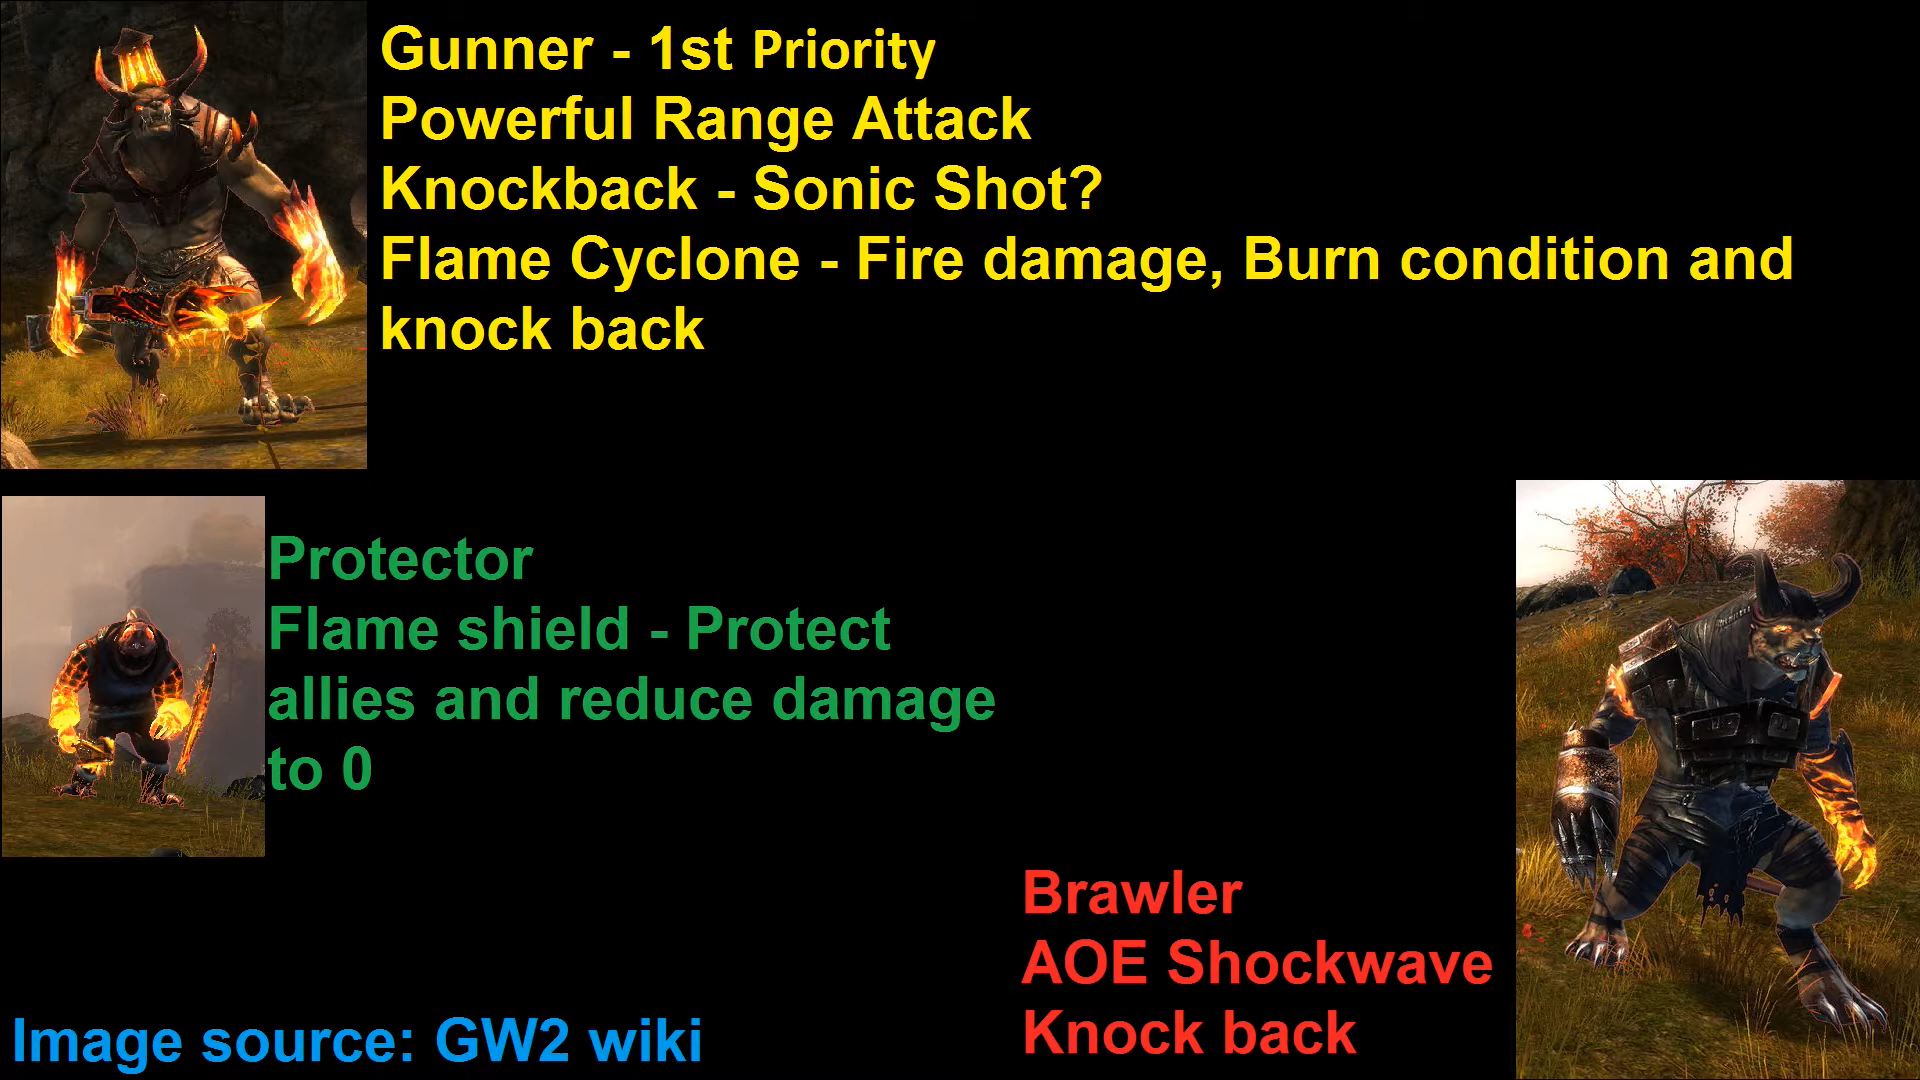 Gunner - 1st Priority
Powerful Range Attack
Knockback - Sonic Shot?
Flame Cyclone - Fire damage, Burn condition and
knock back
Protector
Flame shield - Protect
allies and reduce damage
to 0
Brawler
AOE Shockwave
Knock back
Image source: GW2 wiki